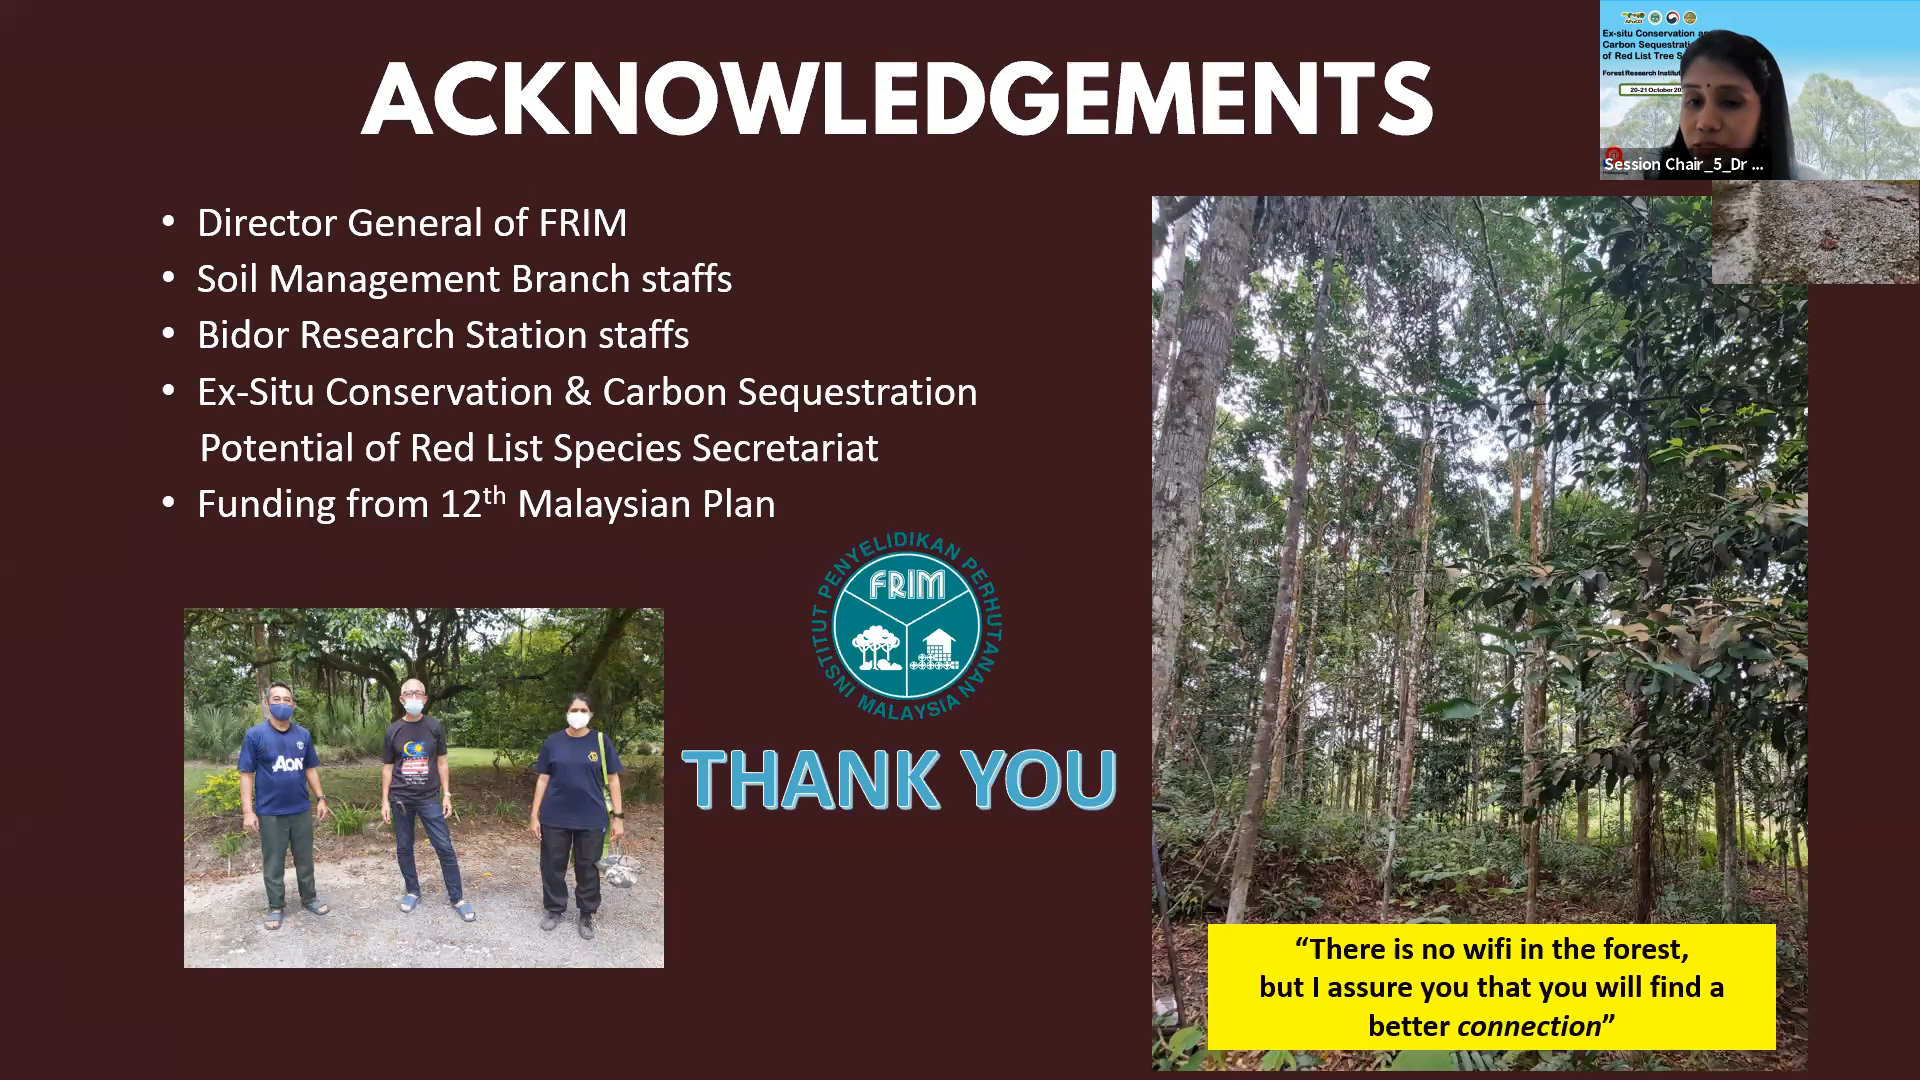 ACKNOWLEDGEMENTS
• Director General of FRIM
• Soil Management Branch staffs
• Bidor Research Station staffs
• Ex-Situ Conservation & Carbon Sequestration
Potential of Red List Species Secretariat
• Funding from 12th Malaysian Plan
INSTITUT PENYELIDIKAN PERHUTANAN MALAYSIA
FRIM
THANK YOU
AON
“There is no wifi in the forest,
but I assure you that you will find a
better connection”
Ex-situ Conservation
Carbon Sequestrati
of Red List Tree S
Forest Research Institut
20-21 October 20
Session Chair_5_Dr ...